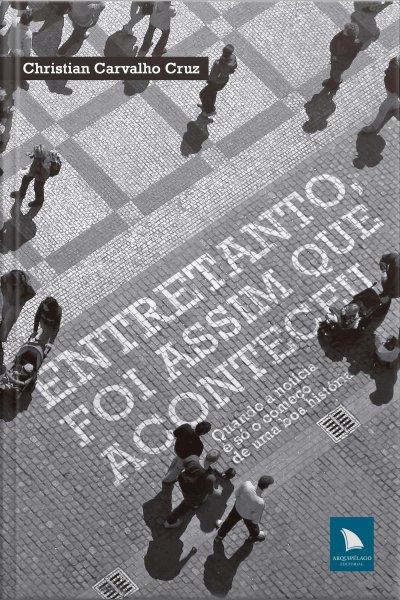 Christian Carvalho Cruz
ENTRETANTO,
FOI ASSIM QUE
ACONTECEU
Quando a notícia
é só o começo
de uma boa história
ARQUIPÉLAGO
EDITORIAL